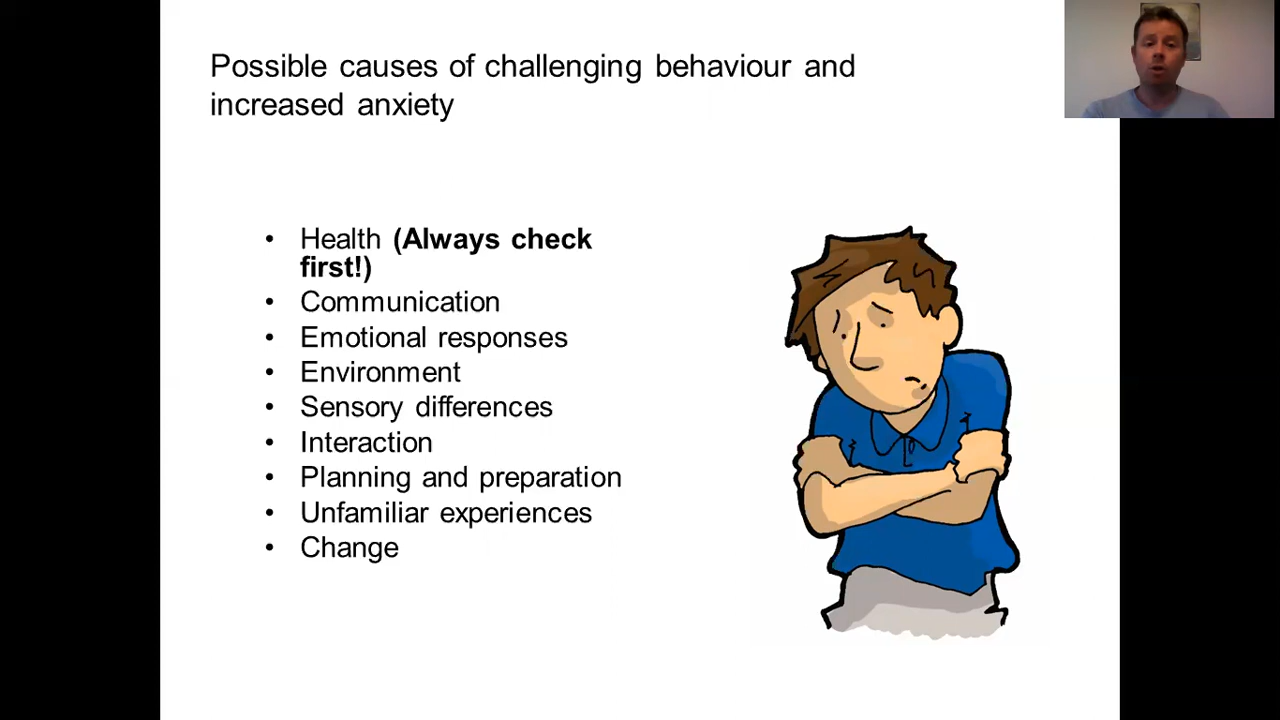 Possible causes of challenging behaviour and
increased anxiety
• Health (Always check
first!)
• Communication
• Emotional responses
• Environment
• Sensory differences
• Interaction
• Planning and preparation
• Unfamiliar experiences
• Change